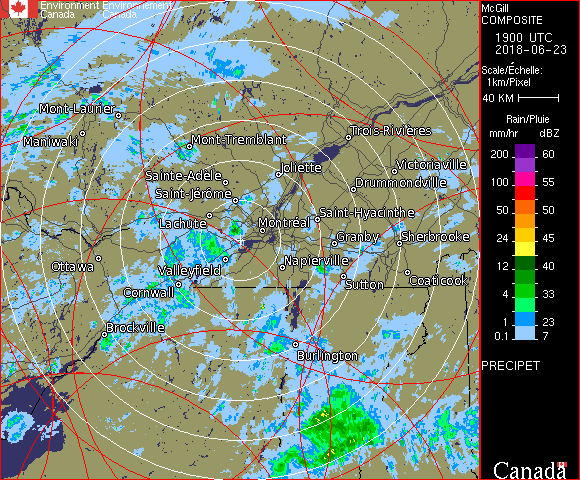 Environment Environnement
Canada Canada
McGill
COMPOSITE
1900 UTC
2018-06-23
Scale/Échelle:
1km/Pixel
40 KM
Rain/Pluie
mm/hr dBZ
200 60
100 55
50 50
24 45
12 40
4 33
1 23
0.1 7
PRECIPET
Canada
Mont-Laurier
Maniwaki
Mont-Tremblant
Trois-Rivières
Joliette
Victoriaville
Sainte-Adèle
Drummondville
Saint-Jérôme
Lachute
Saint-Hyacinthe
Montréal
Granby
Sherbrooke
Ottawa
Valleyfield
Napierville
Coaticook
Sutton
Cornwall
Brockville
Burlington